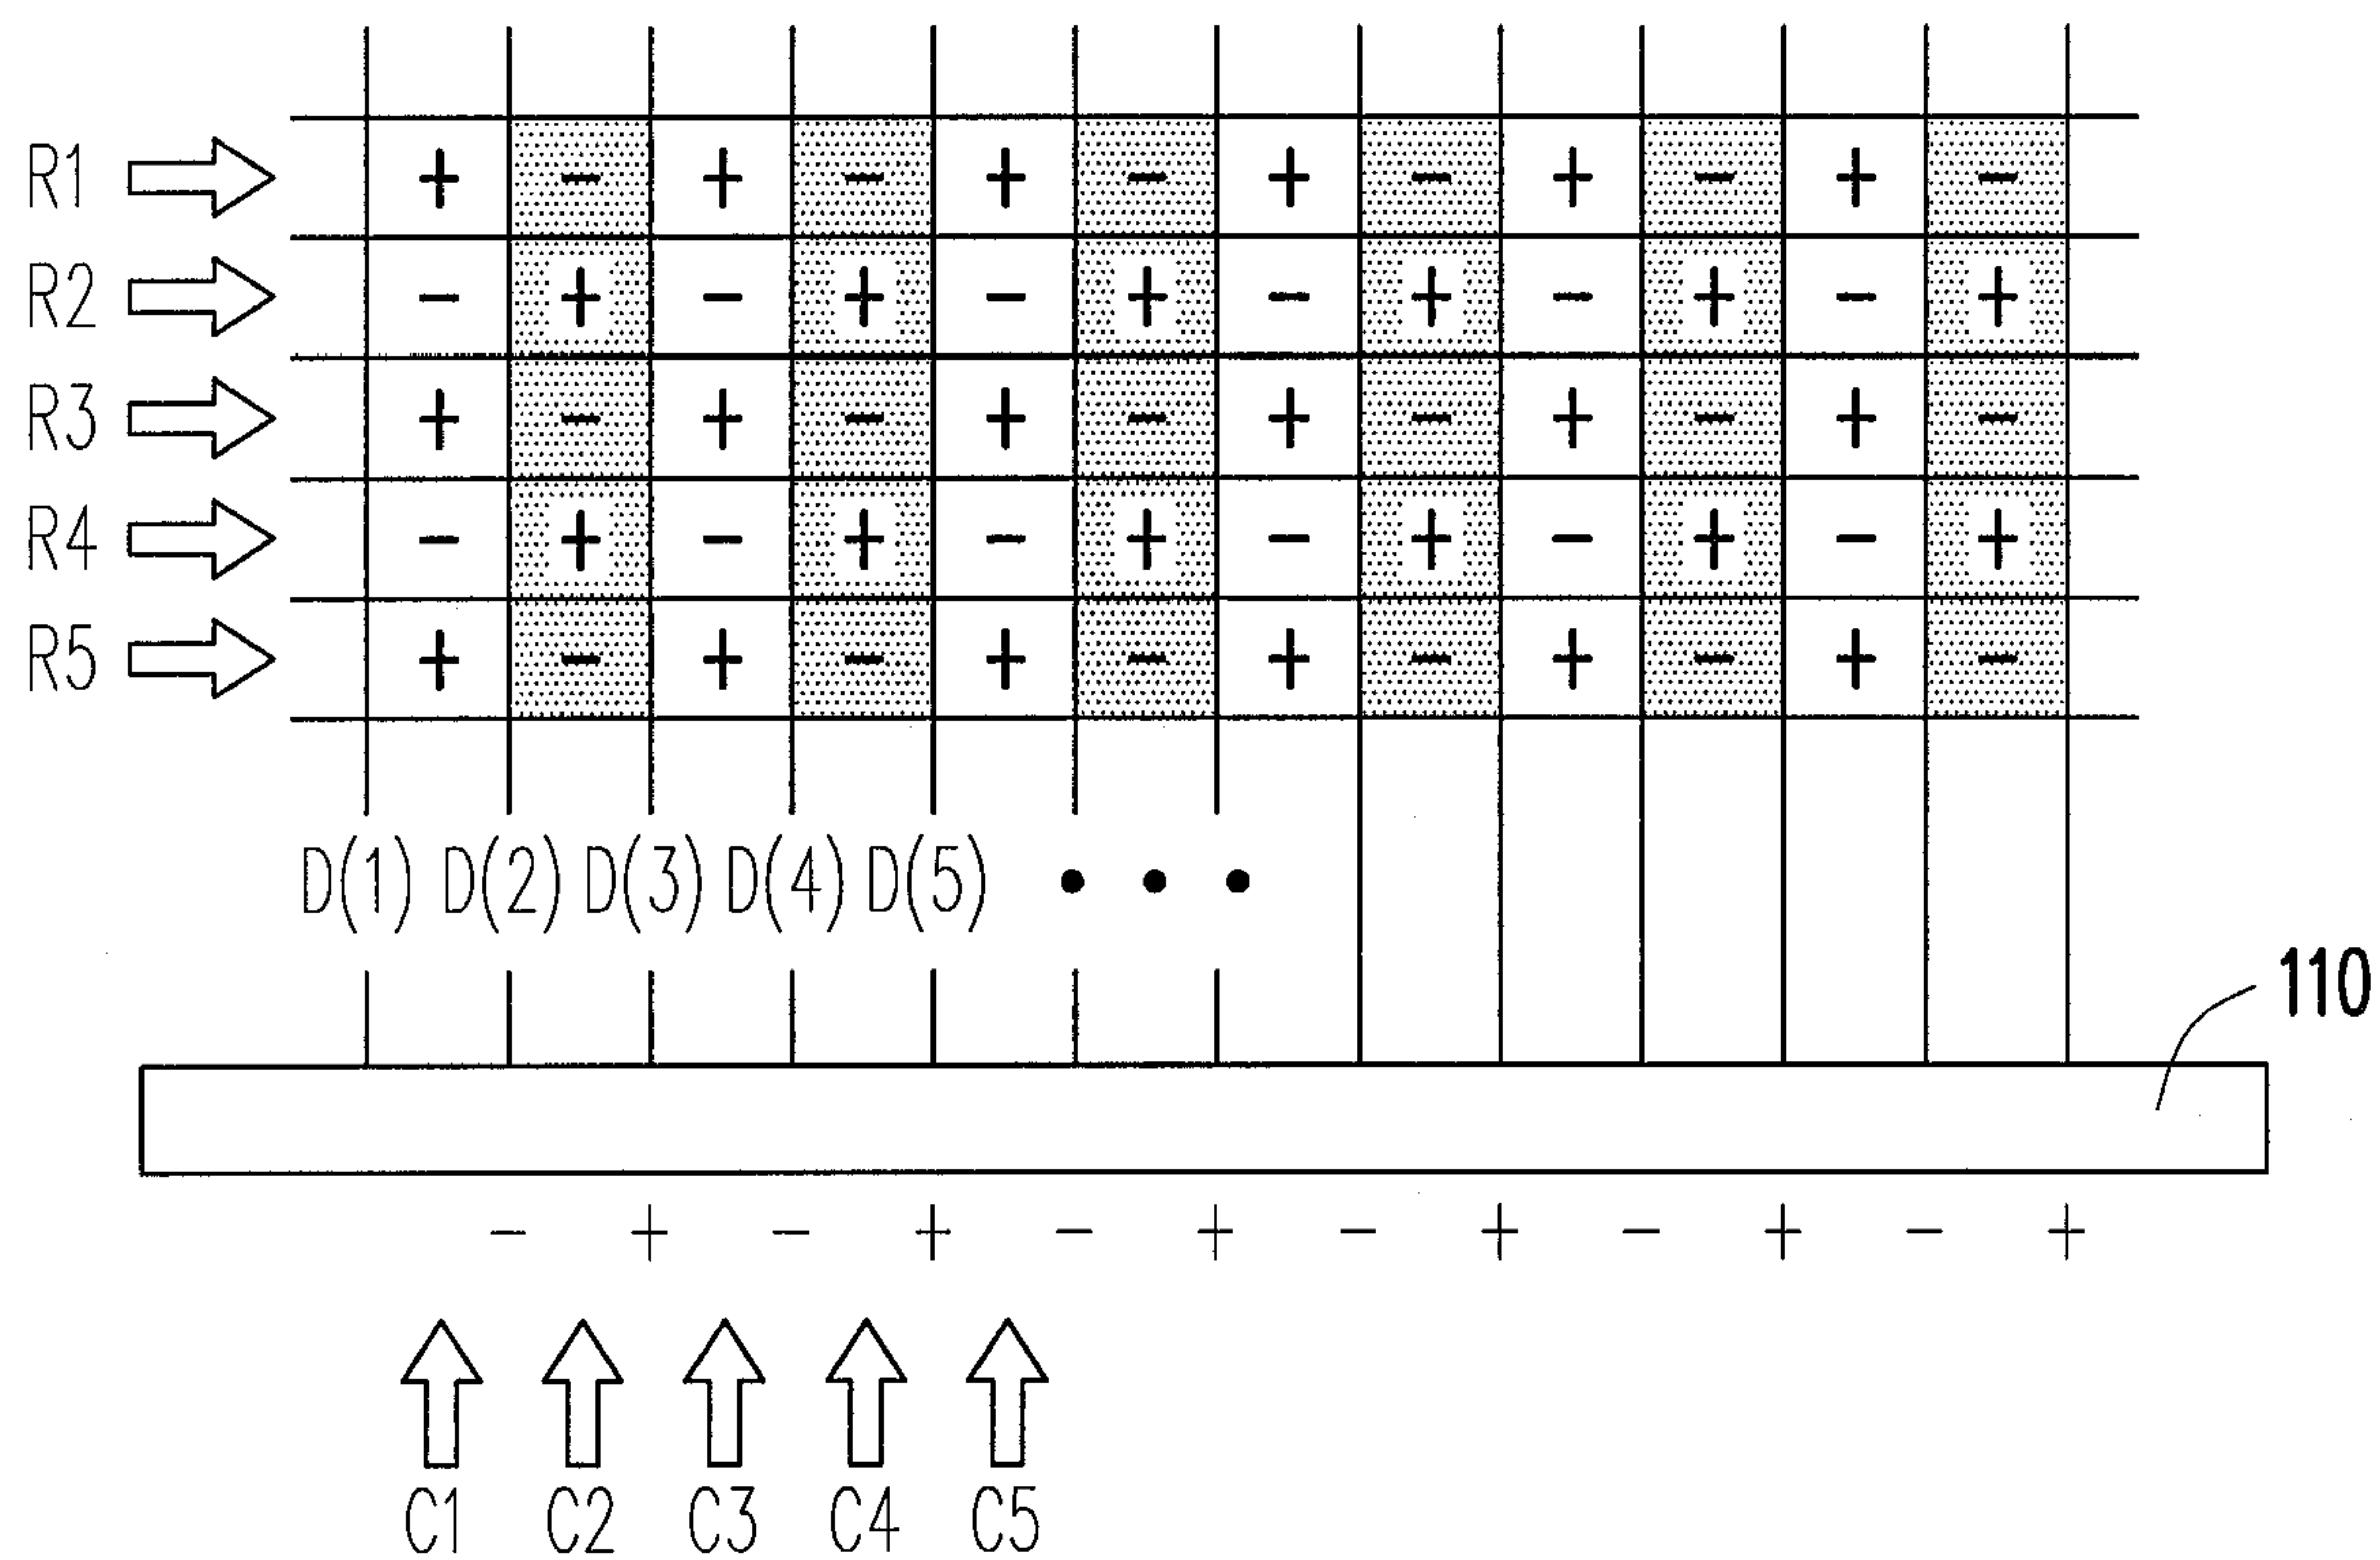 R1 + - + - + - + - + - + -
R2 - + - + - + - + - + - +
R3 + - + - + - + - + - + -
R4 - + - + - + - + - + - +
R5 + - + - + - + - + - + -
D(1) D(2) D(3) D(4) D(5) • • •
110
- + - + - + - + - + - +
C1 C2 C3 C4 C5